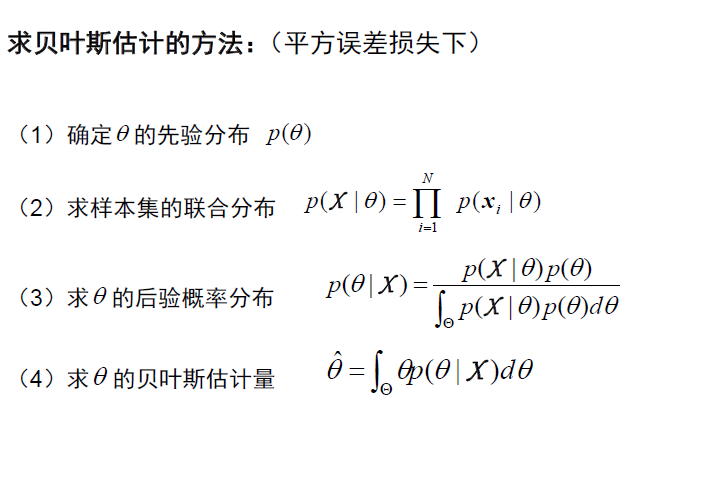 求贝叶斯估计的方法：（平方误差损失下）
（1）确定θ的先验分布 p(θ)
（2）求样本集的联合分布 p(X | θ) = ∏_{i=1}^{N} p(x_i | θ)
（3）求θ的后验概率分布 p(θ | X) = \frac{p(X | θ)p(θ)}{∫_Θ p(X | θ)p(θ)dθ}
（4）求θ的贝叶斯估计量 θ̂ = ∫_Θ θp(θ | X)dθ